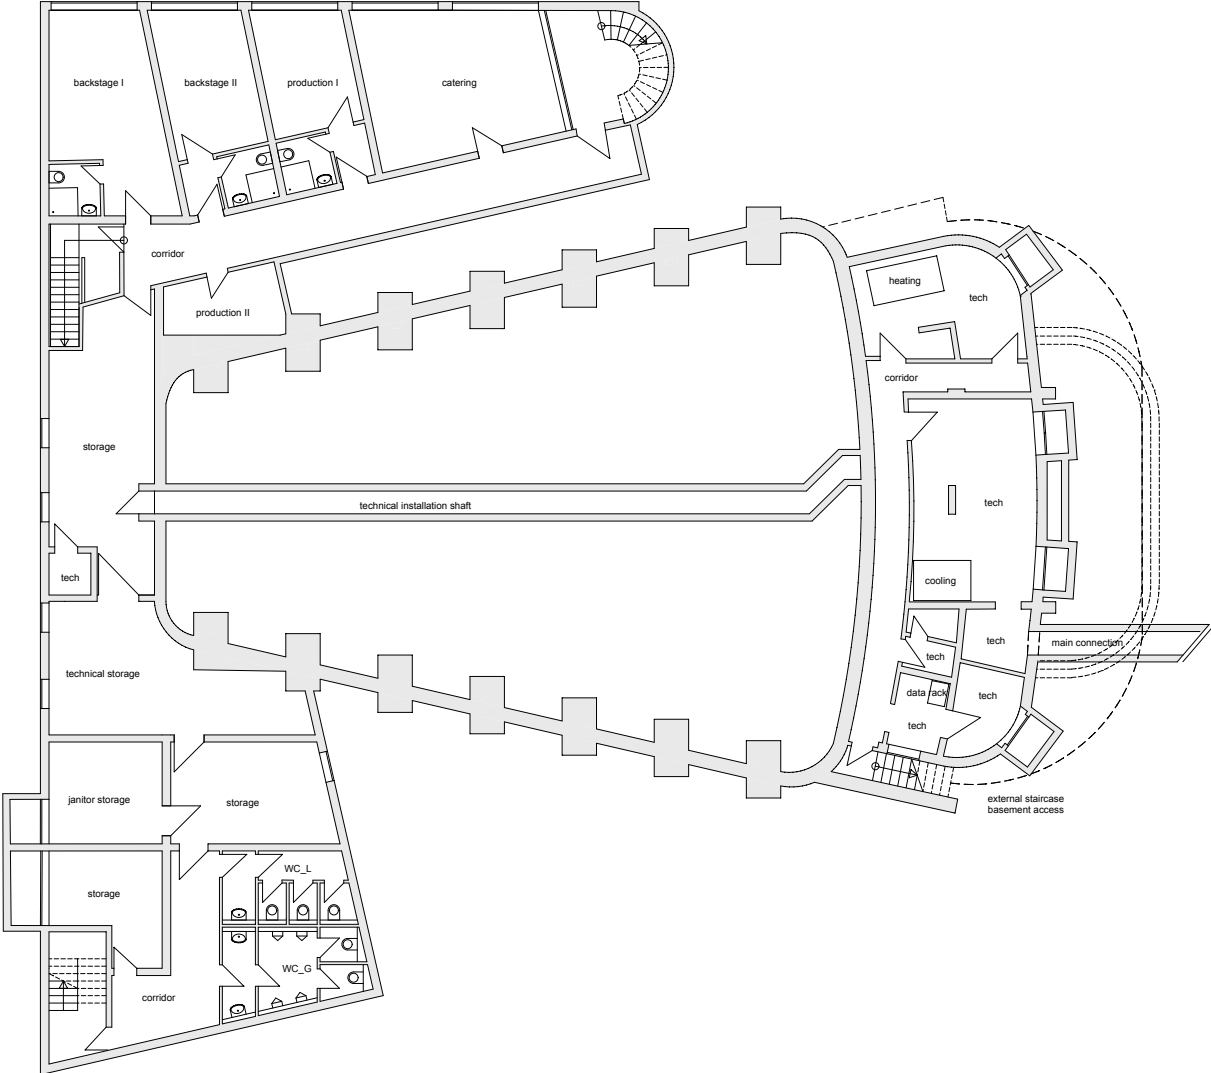 backstage I
backstage II
production I
catering
corridor
production II
heating
tech
corridor
storage
technical installation shaft
tech
tech
cooling
tech
main connection
tech
technical storage
data rack
tech
tech
janitor storage
storage
external staircase
basement access
WC_L
storage
WC_G
corridor